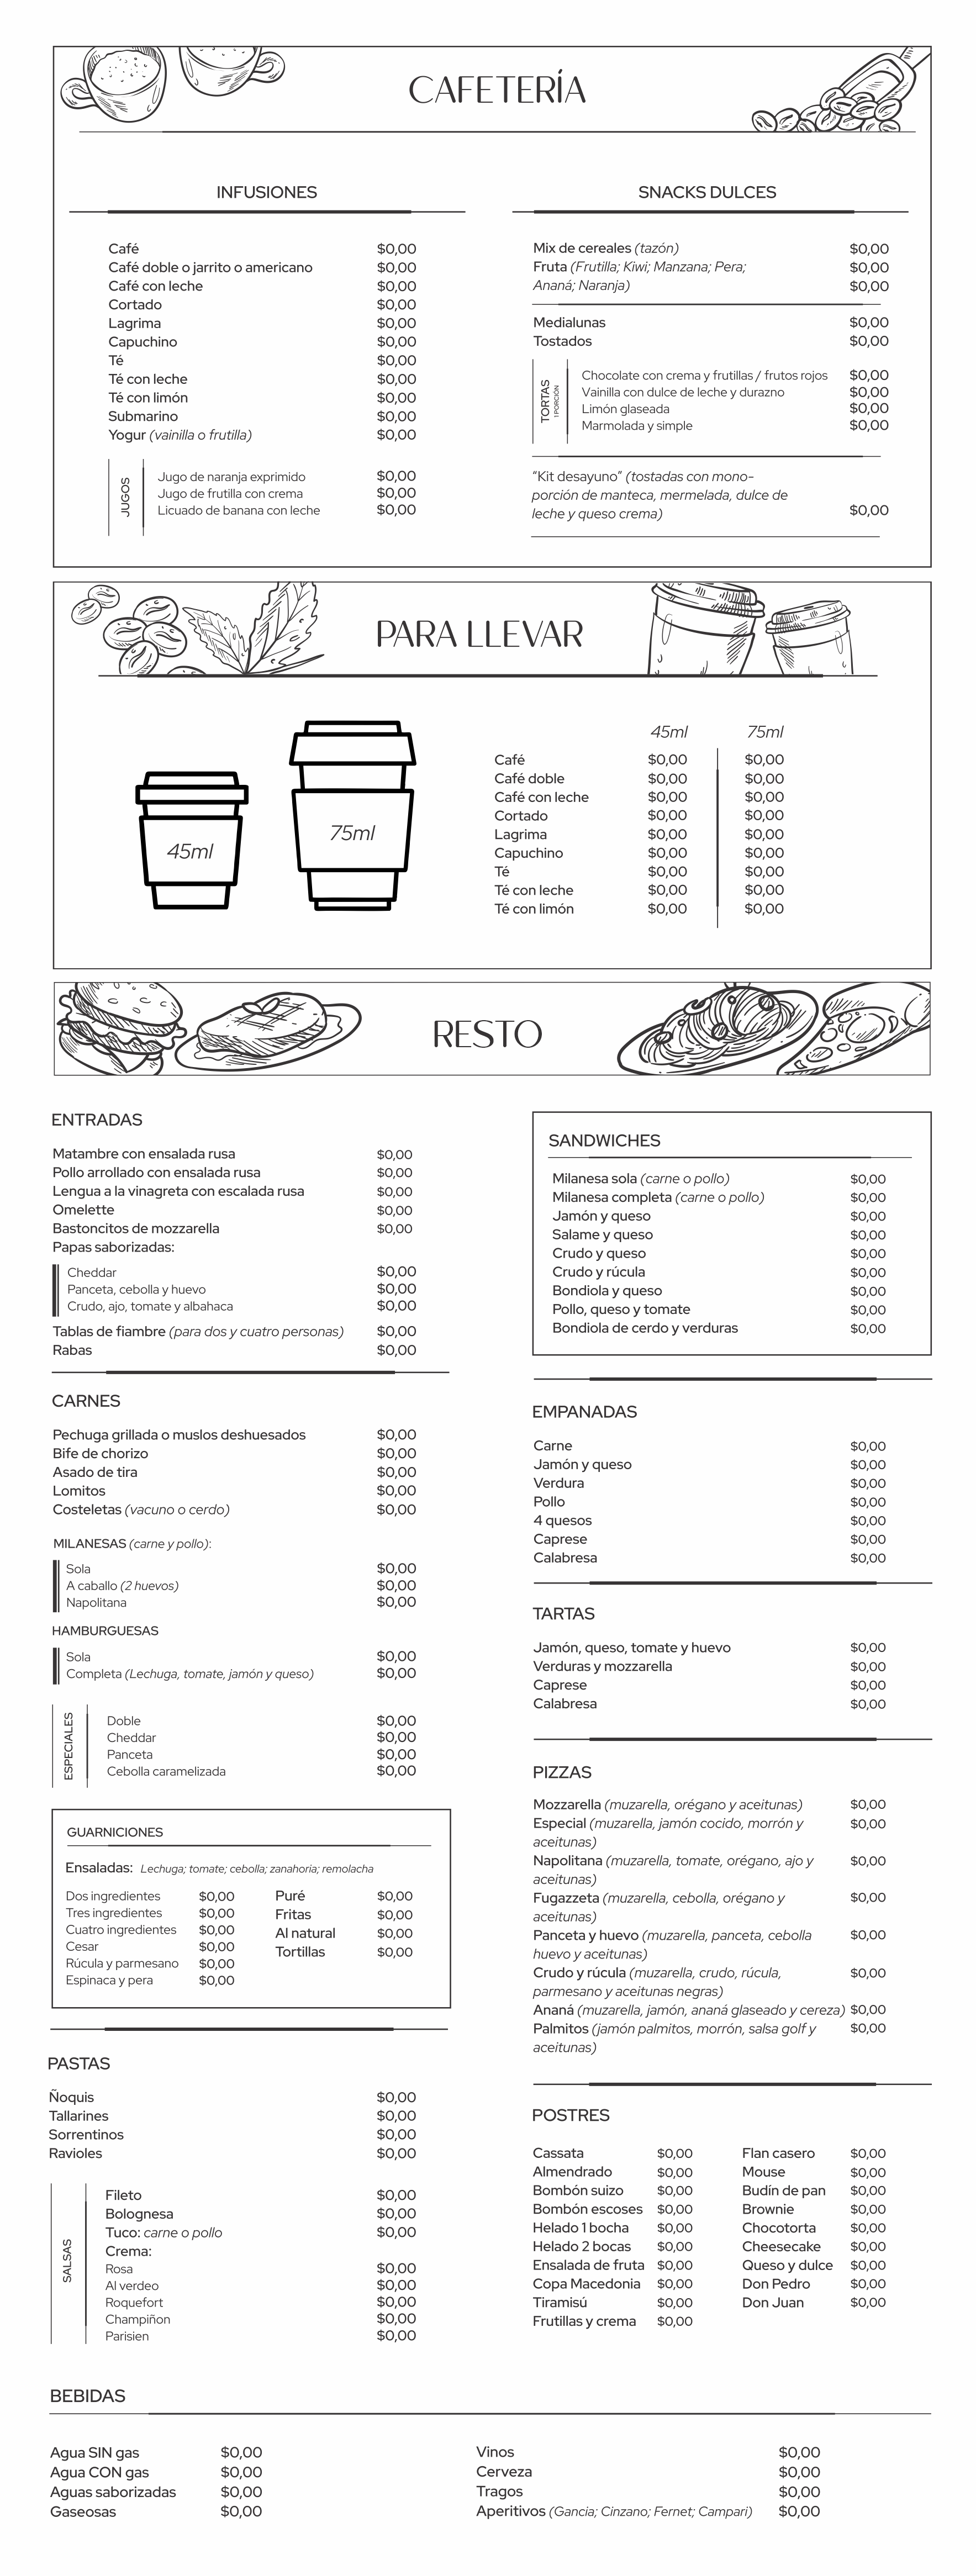 CAFETERÍA
INFUSIONES
Café $0,00
Café doble o jarrito o americano $0,00
Café con leche $0,00
Cortado $0,00
Lagrima $0,00
Capuchino $0,00
Té $0,00
Té con leche $0,00
Té con limón $0,00
Submarino $0,00
Yogur (vainilla o frutilla) $0,00
JUGOS
Jugo de naranja exprimido $0,00
Jugo de frutilla con crema $0,00
Licuado de banana con leche $0,00
SNACKS DULCES
Mix de cereales (tazón) $0,00
Fruta (Frutilla; Kiwi; Manzana; Pera; $0,00
Ananá; Naranja) $0,00
Medialunas $0,00
Tostados $0,00
TORTAS
1 PORCIÓN
Chocolate con crema y frutillas / frutos rojos $0,00
Vainilla con dulce de leche y durazno $0,00
Limón glaseada $0,00
Marmolada y simple $0,00
“Kit desayuno” (tostadas con mono-
porción de manteca, mermelada, dulce de
leche y queso crema) $0,00
PARA LLEVAR
45ml
75ml
45ml 75ml
Café $0,00 $0,00
Café doble $0,00 $0,00
Café con leche $0,00 $0,00
Cortado $0,00 $0,00
Lagrima $0,00 $0,00
Capuchino $0,00 $0,00
Té $0,00 $0,00
Té con leche $0,00 $0,00
Té con limón $0,00 $0,00
RESTO
ENTRADAS
Matambre con ensalada rusa $0,00
Pollo arrollado con ensalada rusa $0,00
Lengua a la vinagreta con escalada rusa $0,00
Omelette $0,00
Bastoncitos de mozzarella $0,00
Papas saborizadas:
Cheddar $0,00
Panceta, cebolla y huevo $0,00
Crudo, ajo, tomate y albahaca $0,00
Tablas de fiambre (para dos y cuatro personas) $0,00
Rabas $0,00
CARNES
Pechuga grillada o muslos deshuesados $0,00
Bife de chorizo $0,00
Asado de tira $0,00
Lomitos $0,00
Costeletas (vacuno o cerdo) $0,00
MILANESAS (carne y pollo):
Sola $0,00
A caballo (2 huevos) $0,00
Napolitana $0,00
HAMBURGUESAS
Sola $0,00
Completa (Lechuga, tomate, jamón y queso) $0,00
ESPECIALES
Doble $0,00
Cheddar $0,00
Panceta $0,00
Cebolla caramelizada $0,00
GUARNICIONES
Ensaladas: Lechuga; tomate; cebolla; zanahoria; remolacha
Dos ingredientes $0,00 Puré $0,00
Tres ingredientes $0,00 Fritas $0,00
Cuatro ingredientes $0,00 Al natural $0,00
Cesar $0,00 Tortillas $0,00
Rúcula y parmesano $0,00
Espinaca y pera $0,00
PASTAS
Ñoquis $0,00
Tallarines $0,00
Sorrentinos $0,00
Ravioles $0,00
SALSAS
Fileto $0,00
Bolognesa $0,00
Tuco: carne o pollo $0,00
Crema:
Rosa $0,00
Al verdeo $0,00
Roquefort $0,00
Champiñon $0,00
Parisien $0,00
SANDWICHES
Milanesa sola (carne o pollo) $0,00
Milanesa completa (carne o pollo) $0,00
Jamón y queso $0,00
Salame y queso $0,00
Crudo y queso $0,00
Crudo y rúcula $0,00
Bondiola y queso $0,00
Pollo, queso y tomate $0,00
Bondiola de cerdo y verduras $0,00
EMPANADAS
Carne $0,00
Jamón y queso $0,00
Verdura $0,00
Pollo $0,00
4 quesos $0,00
Caprese $0,00
Calabresa $0,00
TARTAS
Jamón, queso, tomate y huevo $0,00
Verduras y mozzarella $0,00
Caprese $0,00
Calabresa $0,00
PIZZAS
Mozzarella (muzarella, orégano y aceitunas) $0,00
Especial (muzarella, jamón cocido, morrón y $0,00
aceitunas)
Napolitana (muzarella, tomate, orégano, ajo y $0,00
aceitunas)
Fugazzeta (muzarella, cebolla, orégano y $0,00
aceitunas)
Panceta y huevo (muzarella, panceta, cebolla $0,00
huevo y aceitunas)
Crudo y rúcula (muzarella, crudo, rúcula, $0,00
parmesano y aceitunas negras)
Ananá (muzarella, jamón, ananá glaseado y cereza) $0,00
Palmitos (jamón palmitos, morrón, salsa golf y $0,00
aceitunas)
POSTRES
Cassata $0,00 Flan casero $0,00
Almendrado $0,00 Mouse $0,00
Bombón suizo $0,00 Budín de pan $0,00
Bombón escoses $0,00 Brownie $0,00
Helado 1 bocha $0,00 Chocotorta $0,00
Helado 2 bocas $0,00 Cheesecake $0,00
Ensalada de fruta $0,00 Queso y dulce $0,00
Copa Macedonia $0,00 Don Pedro $0,00
Tiramisú $0,00 Don Juan $0,00
Frutillas y crema $0,00
BEBIDAS
Agua SIN gas $0,00 Vinos $0,00
Agua CON gas $0,00 Cerveza $0,00
Aguas saborizadas $0,00 Tragos $0,00
Gaseosas $0,00 Aperitivos (Gancia; Cinzano; Fernet; Campari) $0,00